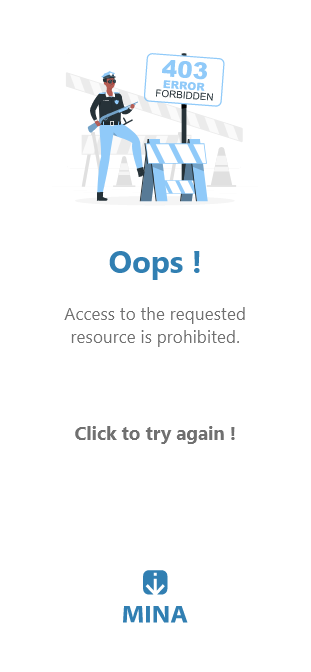 403
ERROR
FORBIDDEN
Oops !
Access to the requested
resource is prohibited.
Click to try again !
MINA